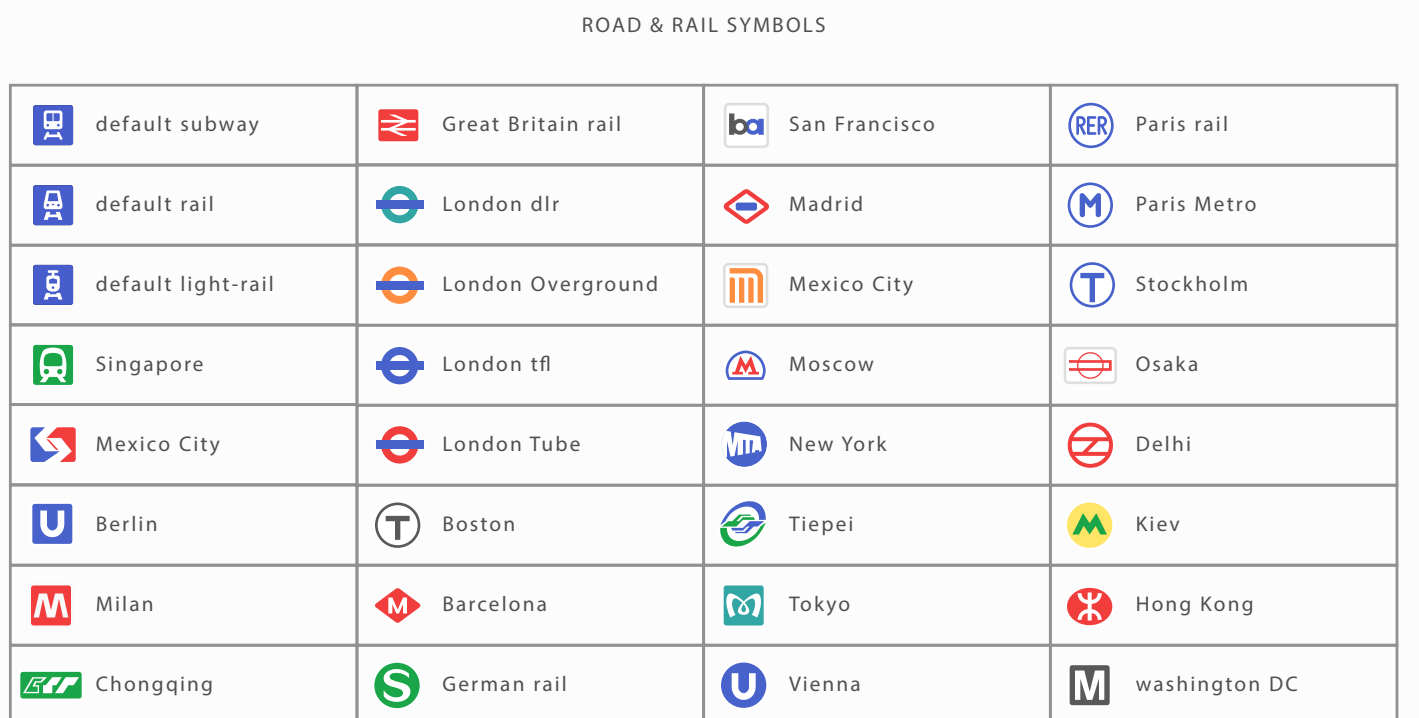 ROAD & RAIL SYMBOLS
default subway Great Britain rail ba San Francisco RER Paris rail
default rail London dlr Madrid M Paris Metro
default light-rail London Overground m Mexico City T Stockholm
Singapore London tfl M Moscow Osaka
Mexico City London Tube MTA New York Delhi
U Berlin T Boston Tiepei M Kiev
M Milan M Barcelona Tokyo Hong Kong
Chongqing S German rail U Vienna M washington DC